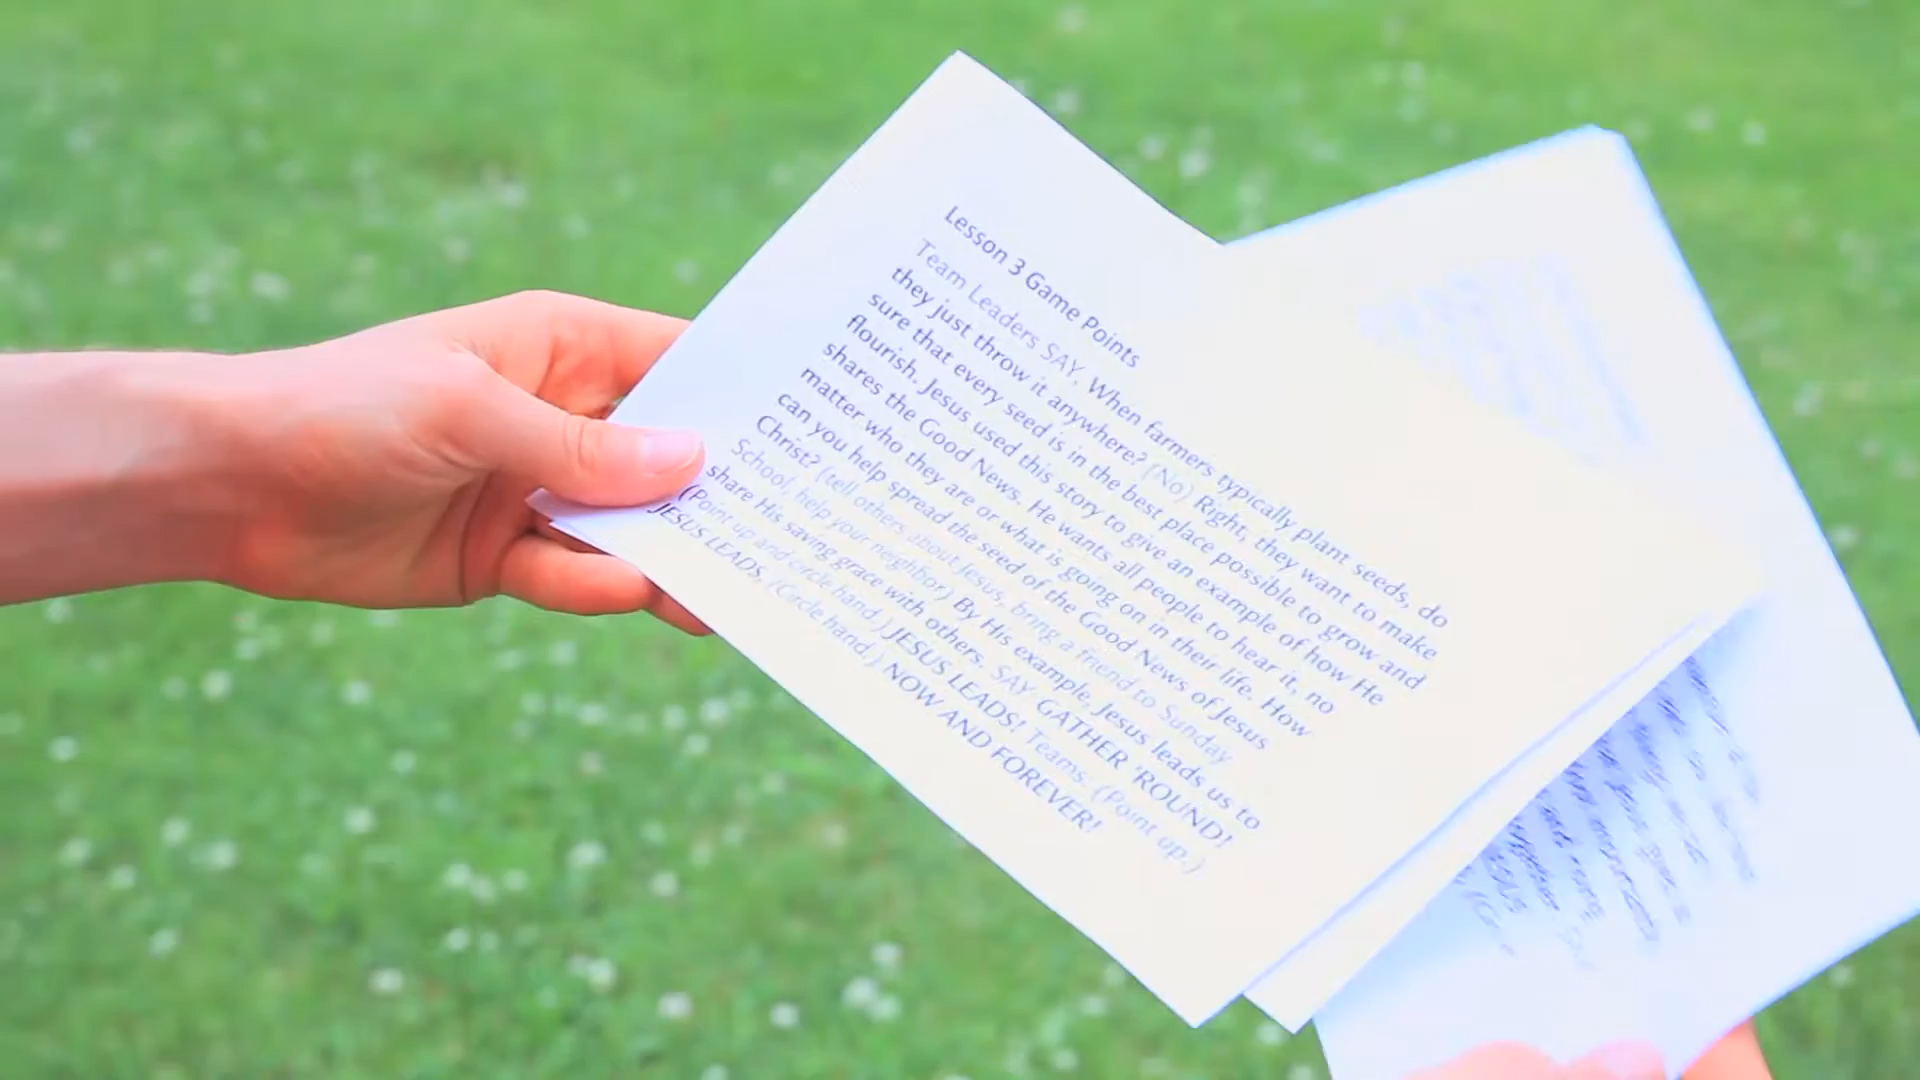 Lesson 3 Game Points
Team Leaders SAY, When farmers typically plant seeds, do
they just throw it anywhere? (No) Right, they want to make
sure that every seed is in the best place possible to grow and
flourish. Jesus used this story to give an example of how He
shares the Good News. He wants all people to hear it, no
matter who they are or what is going on in their life. How
can you help spread the seed of the Good News of Jesus
Christ? (tell others about Jesus, bring a friend to Sunday
School, help your neighbor) By His example, Jesus leads us to
share His saving grace with others. SAY GATHER 'ROUND!
(Point up and circle hand.) JESUS LEADS! Teams. (Point up.)
JESUS LEADS, (Circle hand.) NOW AND FOREVER!